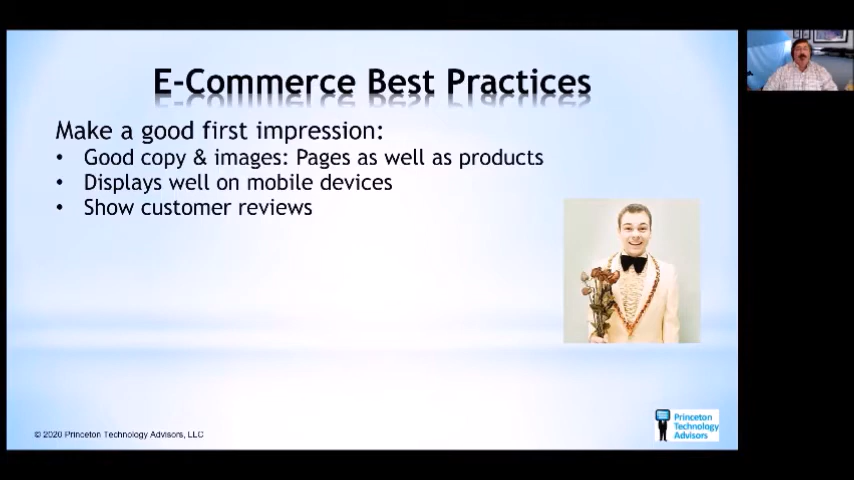 E-Commerce Best Practices
Make a good first impression:
• Good copy & images: Pages as well as products
• Displays well on mobile devices
• Show customer reviews
© 2020 Princeton Technology Advisors, LLC
Princeton
Technology
Advisors